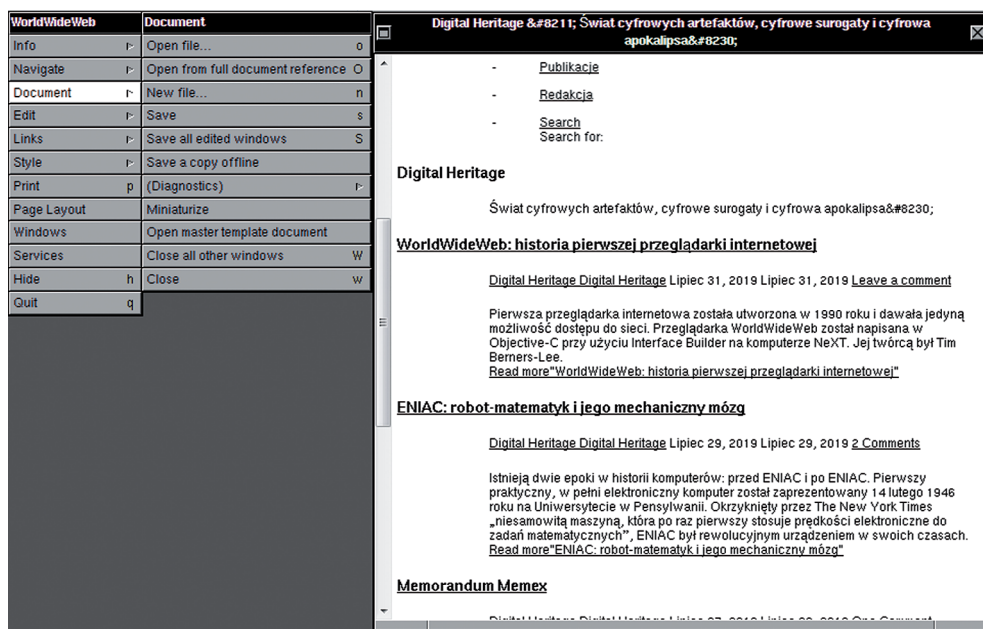 WorldWideWeb
Info
Navigate
Document
Edit
Links
Style
Print p
Page Layout
Windows
Services
Hide h
Quit q
Document
Open file... o
Open from full document reference O
New file... n
Save s
Save all edited windows S
Save a copy offline
(Diagnostics)
Miniaturize
Open master template document
Close all other windows W
Close w
Digital Heritage &#8211; Świat cyfrowych artefaktów, cyfrowe surogaty i cyfrowa
apokalipsa&#8230;
- Publikacje
- Redakcja
- Search
Search for:
Digital Heritage
Świat cyfrowych artefaktów, cyfrowe surogaty i cyfrowa apokalipsa&#8230;
WorldWideWeb: historia pierwszej przeglądarki internetowej
Digital Heritage Digital Heritage Lipiec 31, 2019 Lipiec 31, 2019 Leave a comment
Pierwsza przeglądarka internetowa została utworzona w 1990 roku i dawała jedyną
możliwość dostępu do sieci. Przeglądarka WorldWideWeb został napisana w
Objective-C przy użyciu Interface Builder na komputerze NeXT. Jej twórcą był Tim
Berners-Lee.
Read more"WorldWideWeb: historia pierwszej przeglądarki internetowej"
ENIAC: robot-matematyk i jego mechaniczny mózg
Digital Heritage Digital Heritage Lipiec 29, 2019 Lipiec 29, 2019 2 Comments
Istnieją dwie epoki w historii komputerów: przed ENIAC i po ENIAC. Pierwszy
praktyczny, w pełni elektroniczny komputer został zaprezentowany 14 lutego 1946
roku na Uniwersytecie w Pensylwanii. Okrzyknięty przez The New York Times
„niesamowitą maszyną, która po raz pierwszy stosuje prędkości elektroniczne do
zadań matematycznych”, ENIAC był rewolucyjnym urządzeniem w swoich czasach.
Read more"ENIAC: robot-matematyk i jego mechaniczny mózg"
Memorandum Memex